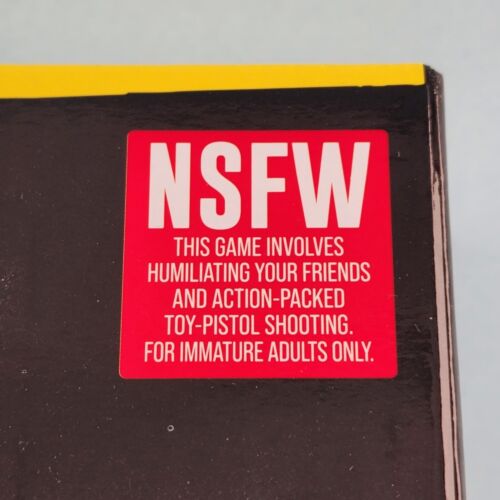 NSFW
THIS GAME INVOLVES
HUMILIATING YOUR FRIENDS
AND ACTION-PACKED
TOY-PISTOL SHOOTING.
FOR IMMATURE ADULTS ONLY.